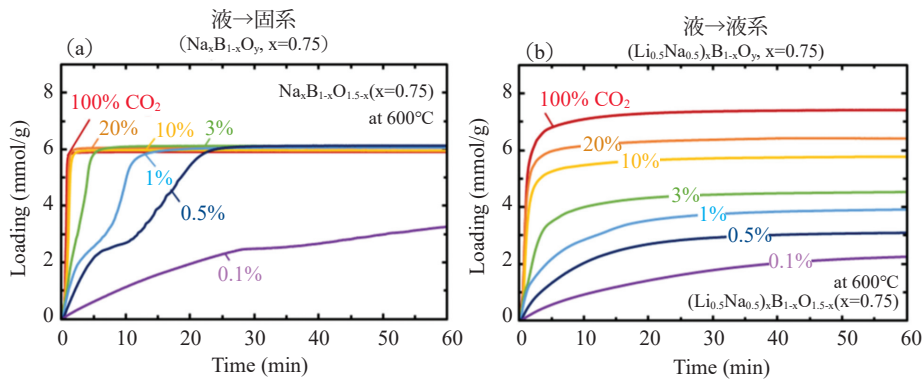 液→固系
(NaxB1-xOy, x=0.75)
(a)
NaxB1-xO1.5-x(x=0.75)
at 600℃
100% CO2
20%
10%
3%
1%
0.5%
0.1%
Loading (mmol/g)
8
6
4
2
0
0 10 20 30 40 50 60
Time (min)
液→液系
((Li0.5Na0.5)xB1-xOy, x=0.75)
(b)
100% CO2
20%
10%
3%
1%
0.5%
0.1%
at 600℃
(Li0.5Na0.5)xB1-xO1.5-x(x=0.75)
Loading (mmol/g)
8
6
4
2
0
0 10 20 30 40 50 60
Time (min)